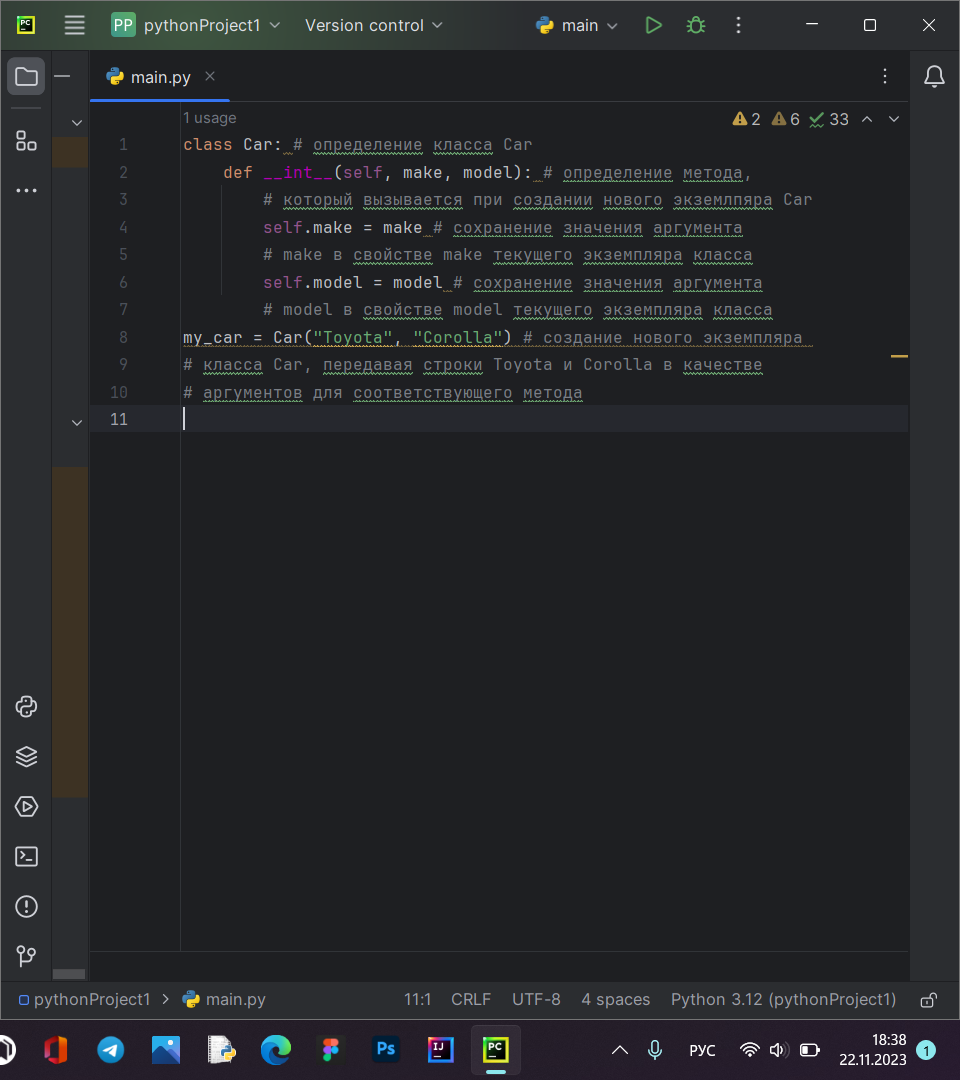 PC
PP pythonProject1 Version control main
main.py
1 usage
2 6 33
1 class Car: # определение класса Car
2 def __int__(self, make, model): # определение метода,
3 # который вызывается при создании нового экземлпяра Car
4 self.make = make # сохранение значения аргумента
5 # make в свойстве make текущего экземпляра класса
6 self.model = model # сохранение значения аргумента
7 # model в свойстве model текущего экземпляра класса
8 my_car = Car("Toyota", "Corolla") # создание нового экземпляра
9 # класса Car, передавая строки Toyota и Corolla в качестве
10 # аргументов для соответствующего метода
11
pythonProject1 > main.py 11:1 CRLF UTF-8 4 spaces Python 3.12 (pythonProject1)
Ps IJ PC РУС 18:38
22.11.2023 1